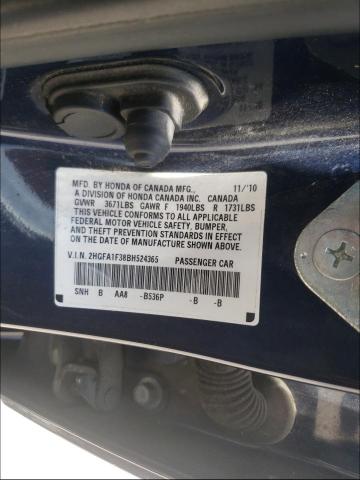 MFD. BY HONDA OF CANADA MFG., 11/'10
A DIVISION OF HONDA CANADA INC. CANADA
GVWR 3671LBS GAWR F 1940LBS R 1731LBS
THIS VEHICLE CONFORMS TO ALL APPLICABLE
FEDERAL MOTOR VEHICLE SAFETY, BUMPER,
AND THEFT PREVENTION STANDARDS IN EFFECT
ON THE DATE OF MANUFACTURE SHOWN ABOVE.
V.I.N. 2HGFA1F38BH524365 PASSENGER CAR
SNH B AA8 -B536P -B -B